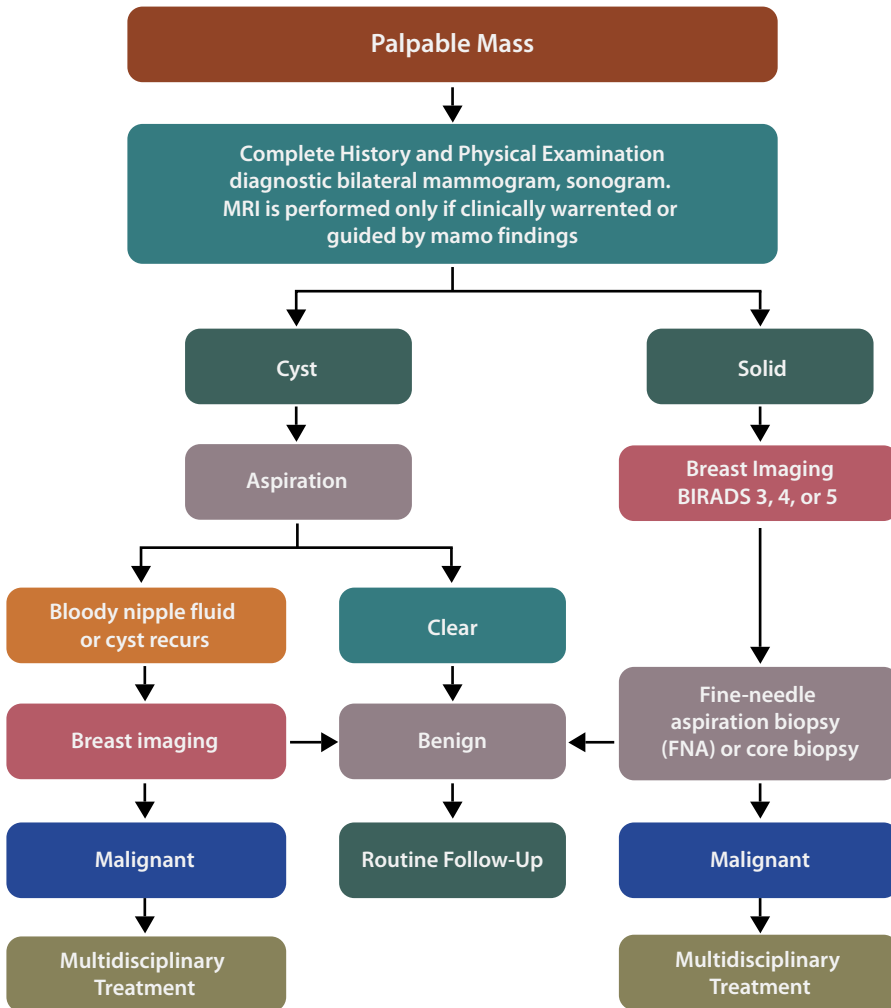 Palpable Mass
Complete History and Physical Examination
diagnostic bilateral mammogram, sonogram.
MRI is performed only if clinically warrented or
guided by mamo findings
Cyst
Solid
Aspiration
Breast Imaging
BIRADS 3, 4, or 5
Bloody nipple fluid
or cyst recurs
Clear
Breast imaging
Benign
Fine-needle
aspiration biopsy
(FNA) or core biopsy
Malignant
Routine Follow-Up
Malignant
Multidisciplinary
Treatment
Multidisciplinary
Treatment